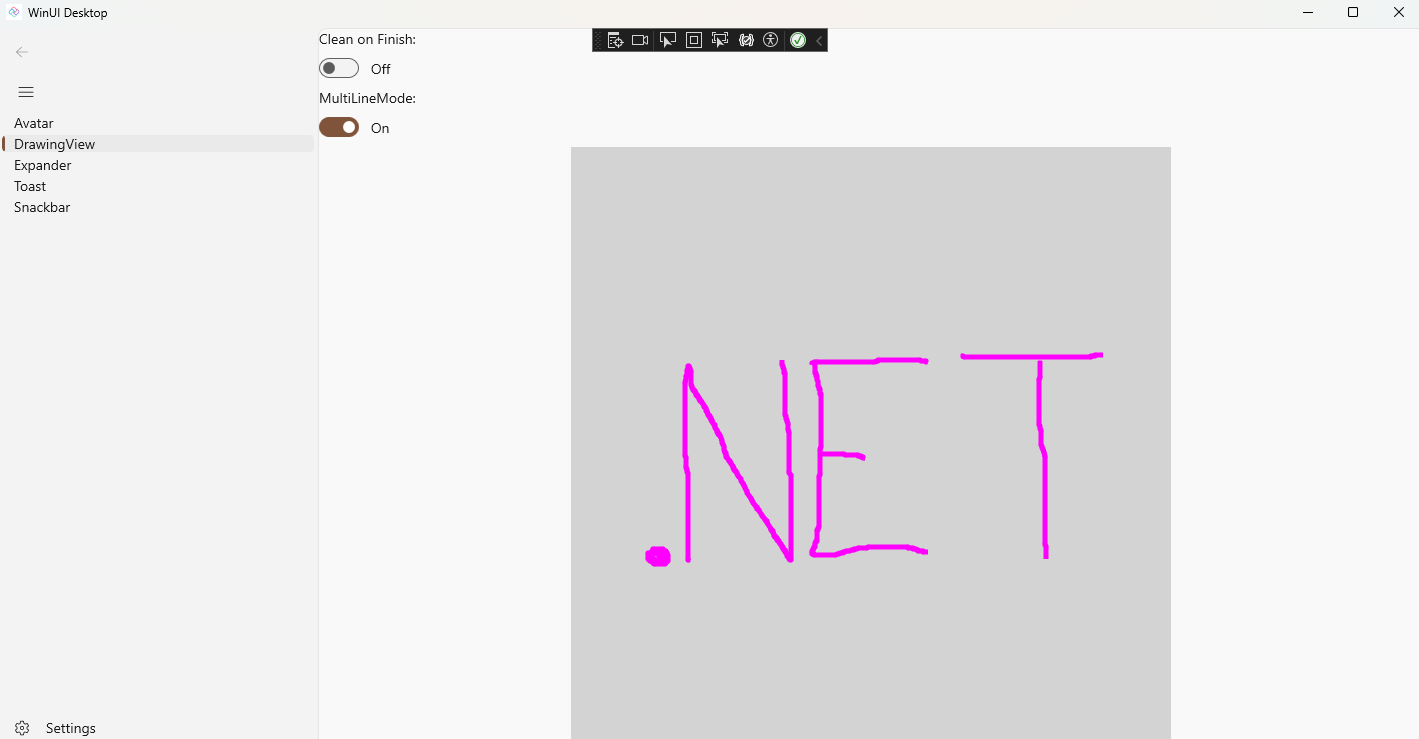 WinUI Desktop
Avatar
DrawingView
Expander
Toast
Snackbar
Settings
Clean on Finish:
Off
MultiLineMode:
On
.NET